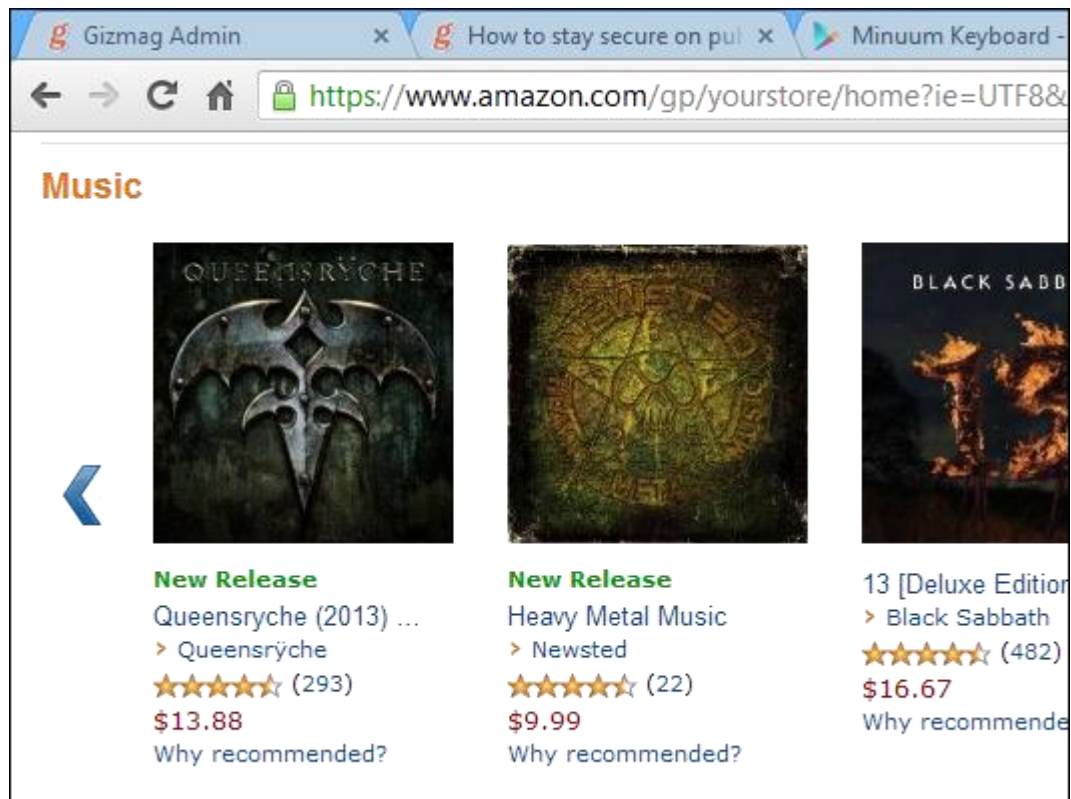 Gizmag Admin
How to stay secure on pul
Minuum Keyboard -
https://www.amazon.com/gp/yourstore/home?ie=UTF8&
Music
QUEENSRŸCHE
BLACK SABB
13
New Release
Queensryche (2013) ...
› Queensrÿche
(293)
$13.88
Why recommended?
New Release
Heavy Metal Music
› Newsted
(22)
$9.99
Why recommended?
13 [Deluxe Edition
› Black Sabbath
(482)
$16.67
Why recommende